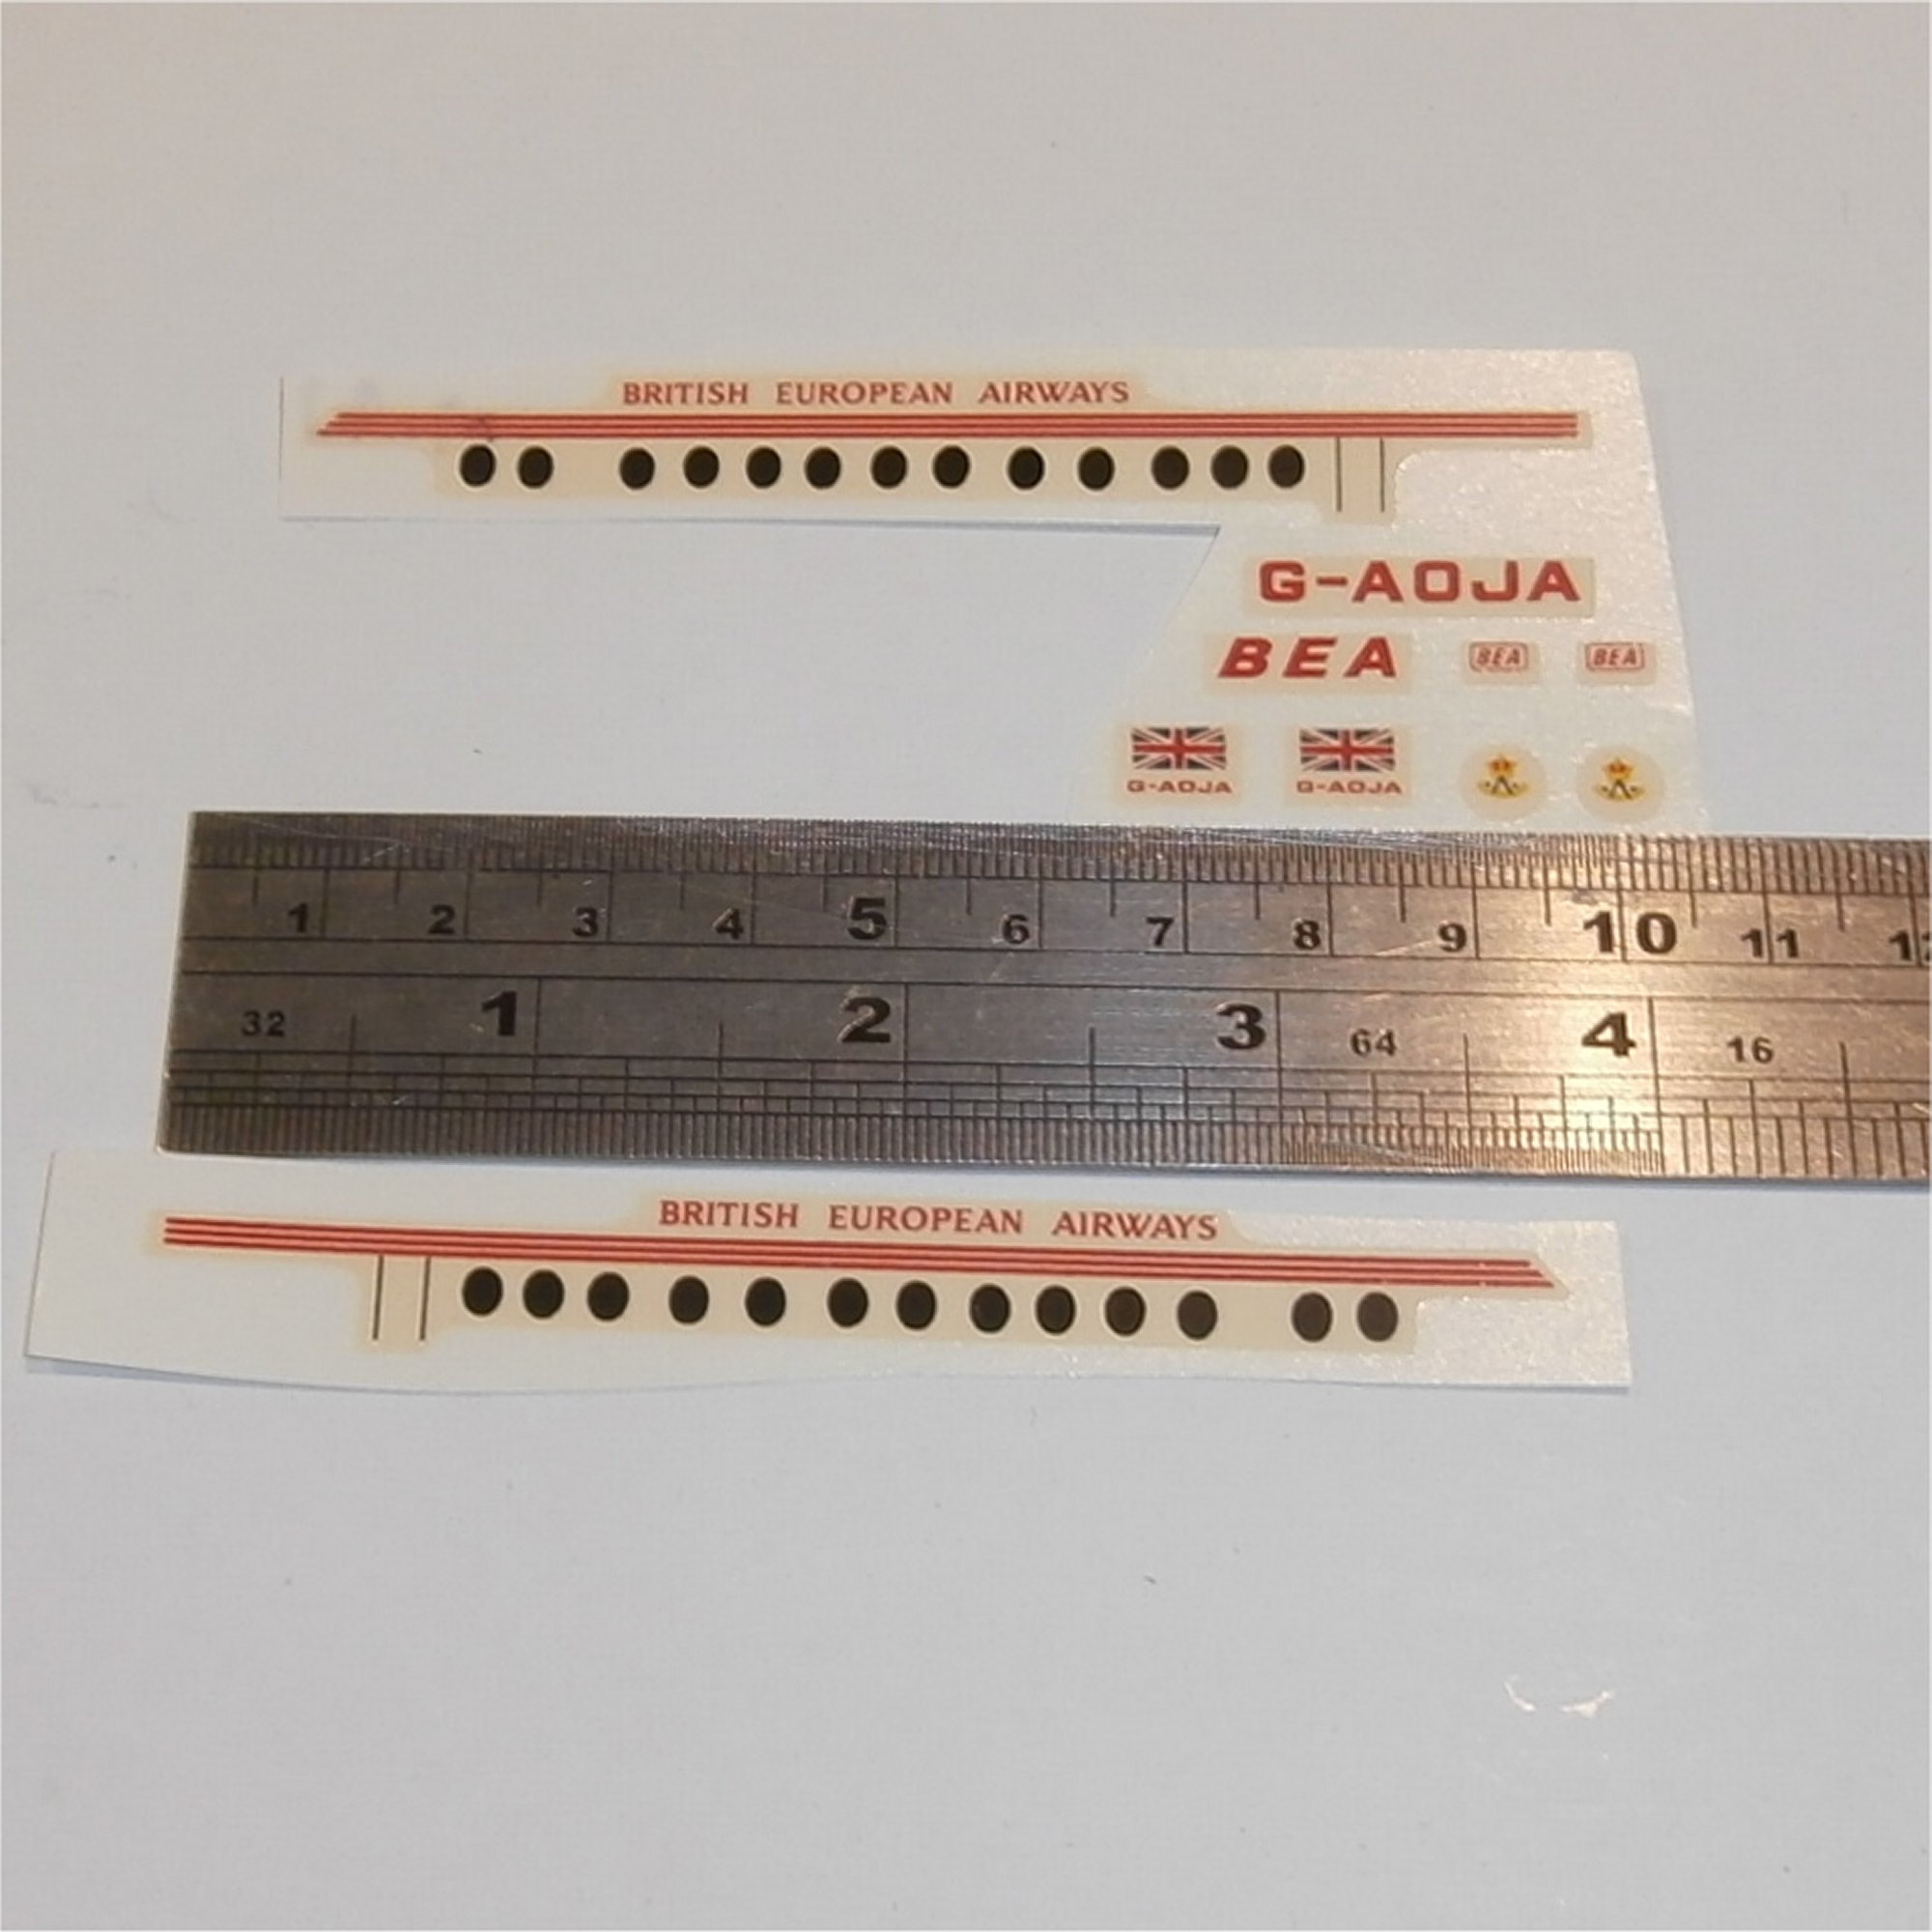 BRITISH EUROPEAN AIRWAYS
G-AOJA
BEA BEA BEA
G-AOJA G-AOJA
1 2 3 4 5 6 7 8 9 10 11 12
32 1 2 3 64 4 16
BRITISH EUROPEAN AIRWAYS